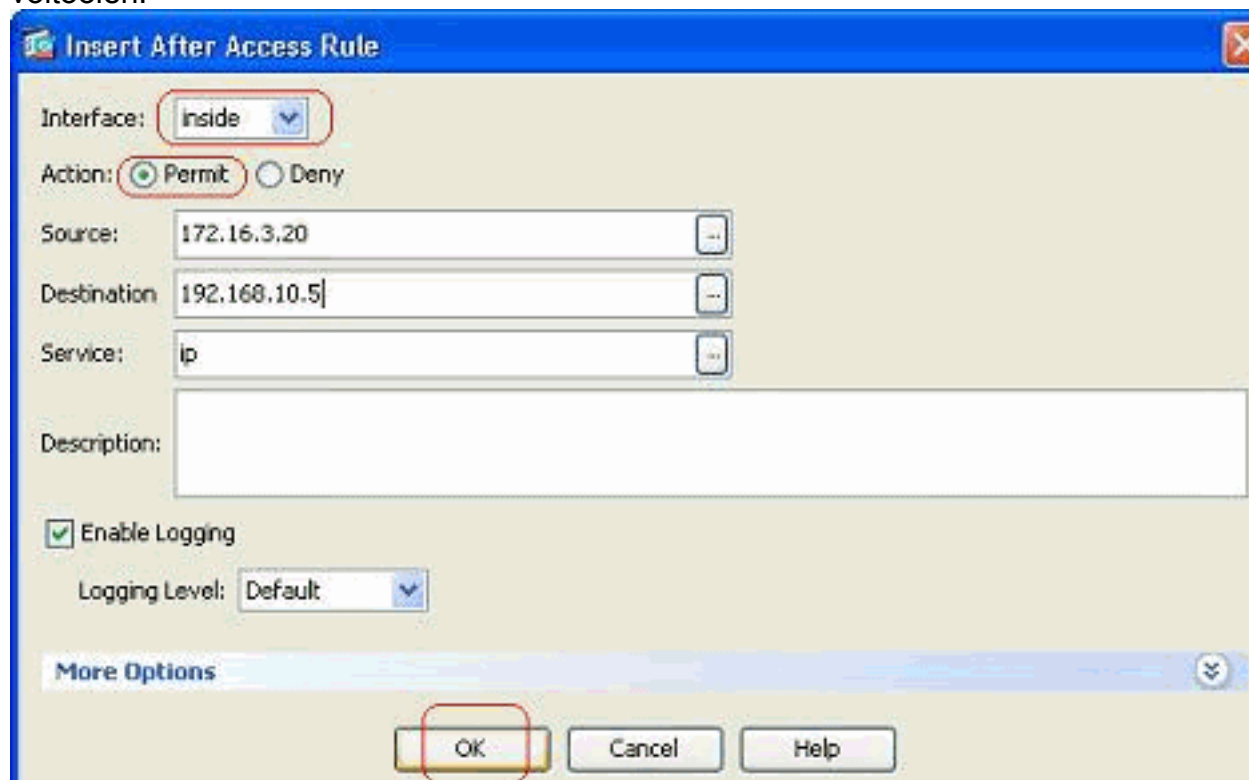 Insert After Access Rule
Interface: inside
Action: Permit Deny
Source: 172.16.3.20 ...
Destination 192.168.10.5 ...
Service: ip ...
Description:
Enable Logging
Logging Level: Default
More Options
OK Cancel Help